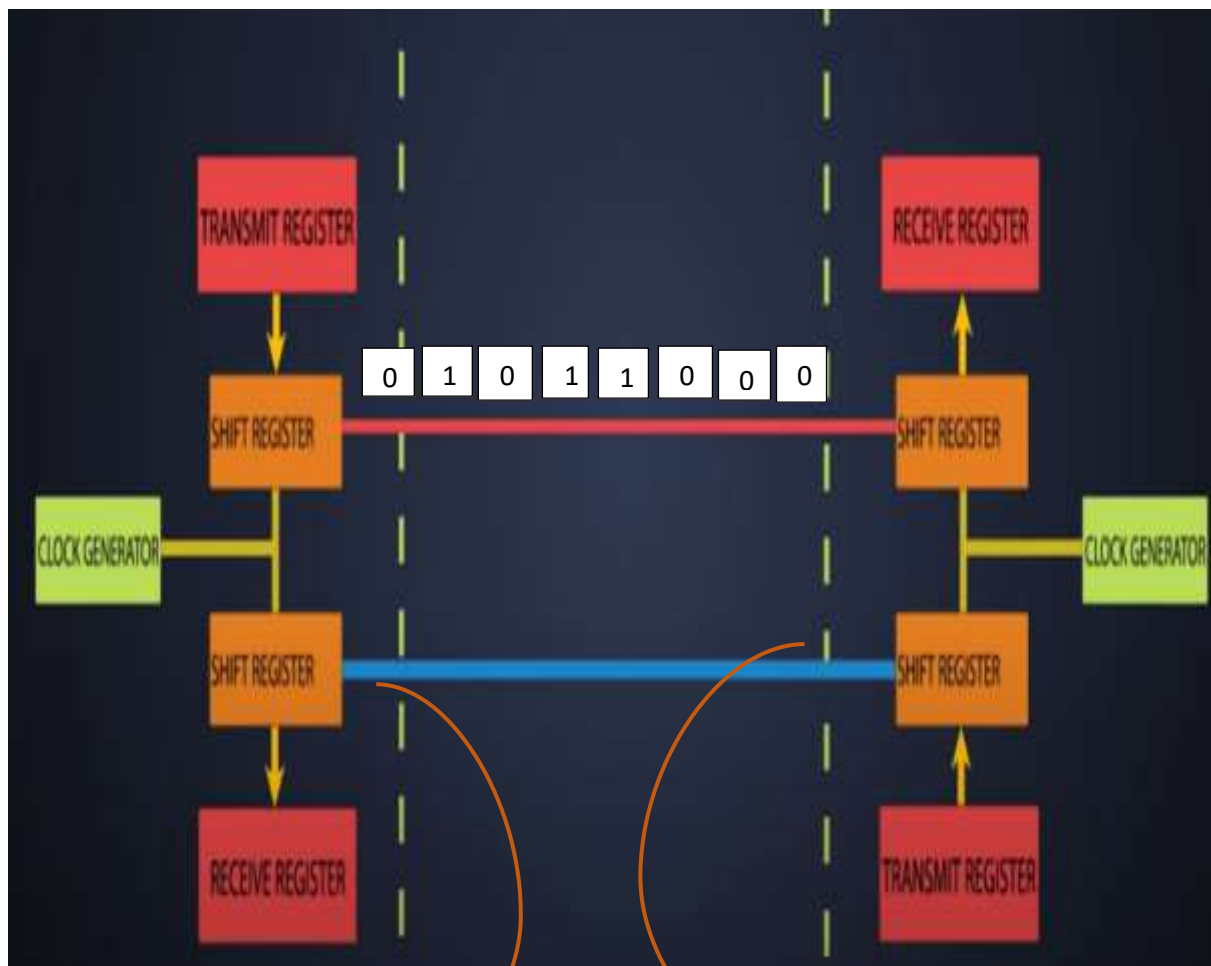 TRANSMIT REGISTER
RECEIVE REGISTER
0 1 0 1 1 0 0 0
SHIFT REGISTER
SHIFT REGISTER
CLOCK GENERATOR
CLOCK GENERATOR
SHIFT REGISTER
SHIFT REGISTER
RECEIVE REGISTER
TRANSMIT REGISTER